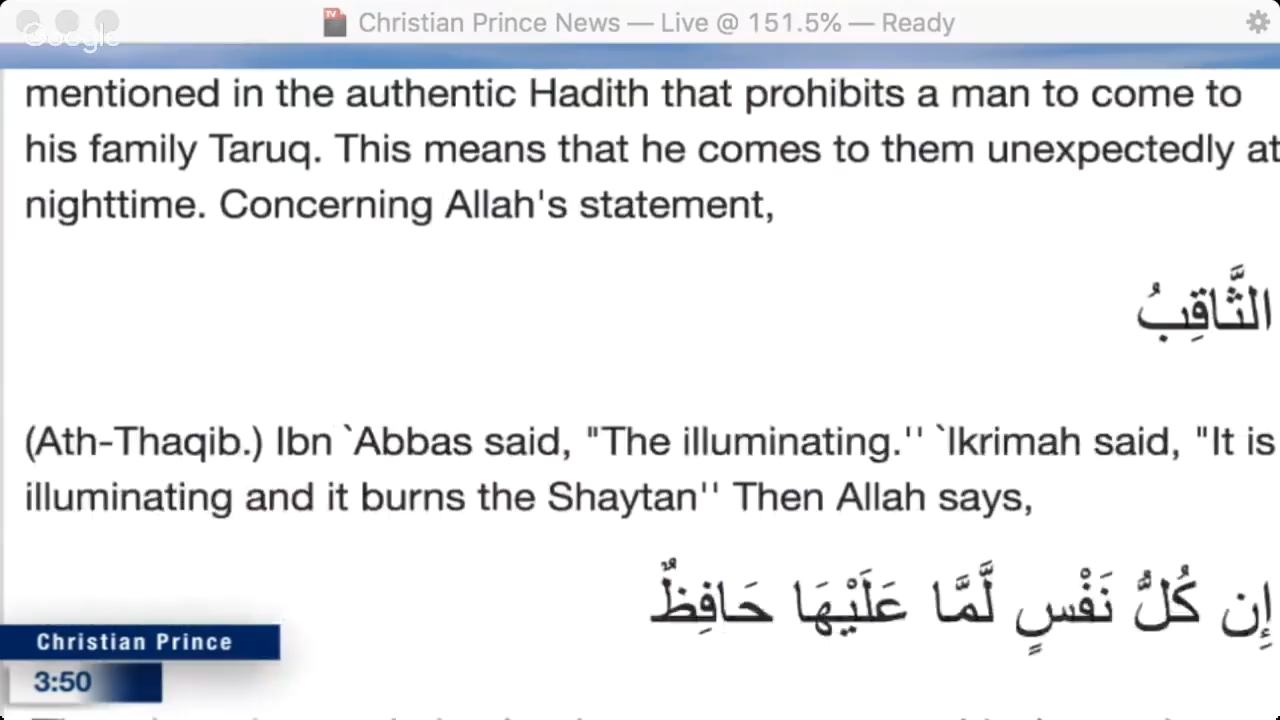 Google
Christian Prince News — Live @ 151.5% — Ready
mentioned in the authentic Hadith that prohibits a man to come to
his family Taruq. This means that he comes to them unexpectedly at
nighttime. Concerning Allah's statement,
الثَّاقِبُ
(Ath-Thaqib.) Ibn `Abbas said, "The illuminating.'' `Ikrimah said, "It is
illuminating and it burns the Shaytan'' Then Allah says,
إِن كُلُّ نَفْسٍ لَّمَّا عَلَيْهَا حَافِظٌ
Christian Prince
3:50